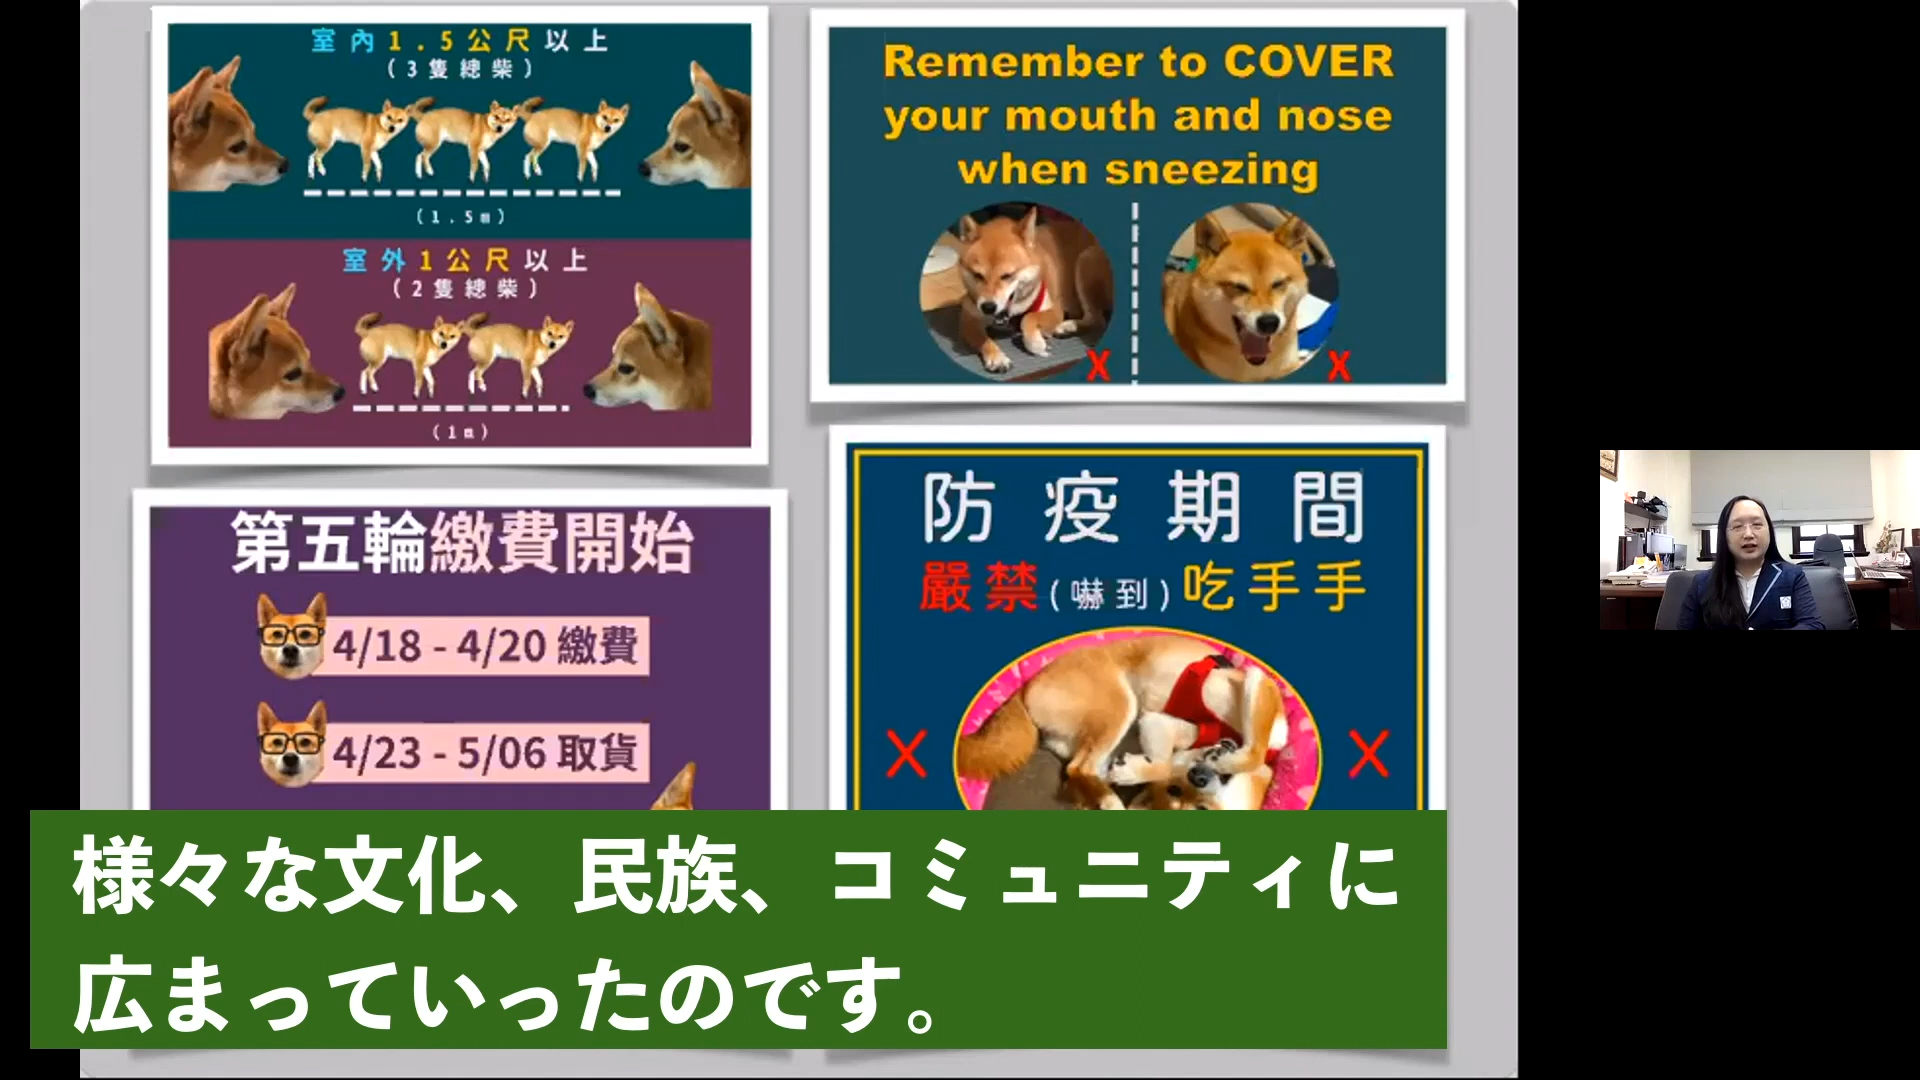 室內1.5公尺以上
(3隻總柴)
(1.5m)
室外1公尺以上
(2隻總柴)
(1m)
Remember to COVER
your mouth and nose
when sneezing
X
X
第五輪繳費開始
4/18 - 4/20 繳費
4/23 - 5/06 取貨
防疫期間
嚴禁(嚇到)吃手手
X
X
様々な文化、民族、コミュニティに
広まっていったのです。